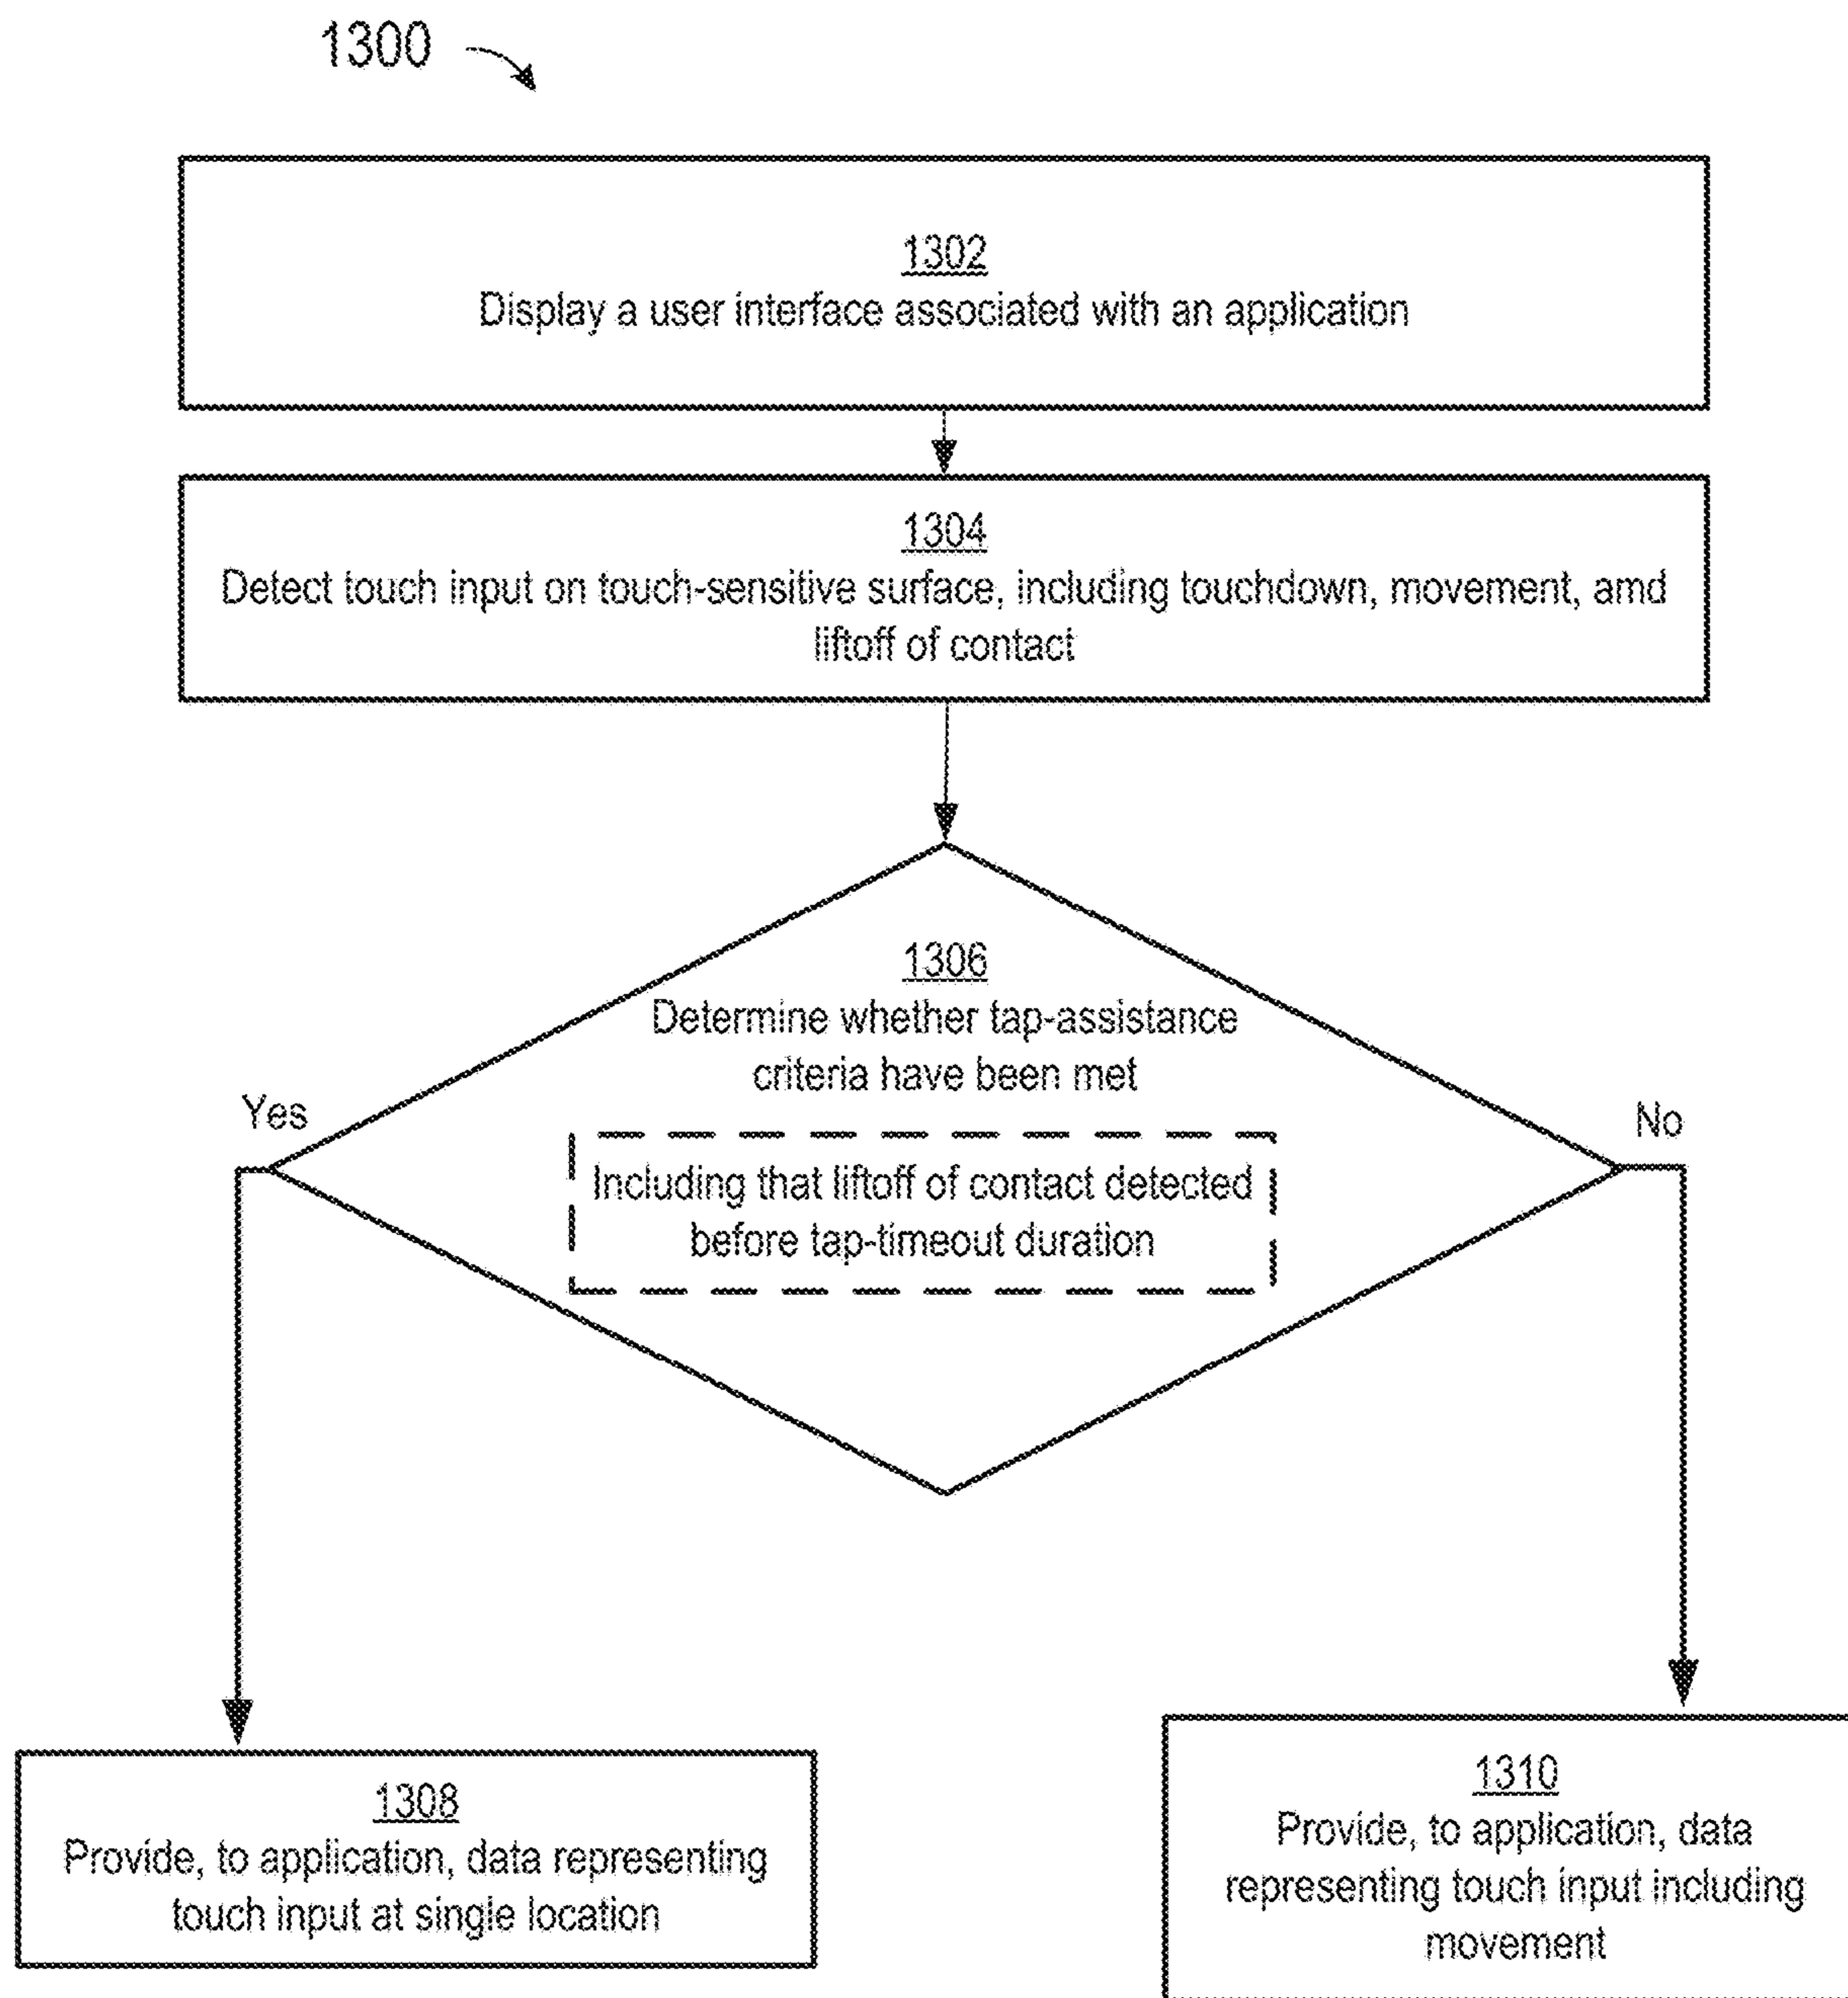 1300
1302
Display a user interface associated with an application
1304
Detect touch input on touch-sensitive surface, including touchdown, movement, amd
liftoff of contact
1306
Determine whether tap-assistance
criteria have been met
Yes
No
Including that liftoff of contact detected
before tap-timeout duration
1308
Provide, to application, data representing
touch input at single location
1310
Provide, to application, data
representing touch input including
movement